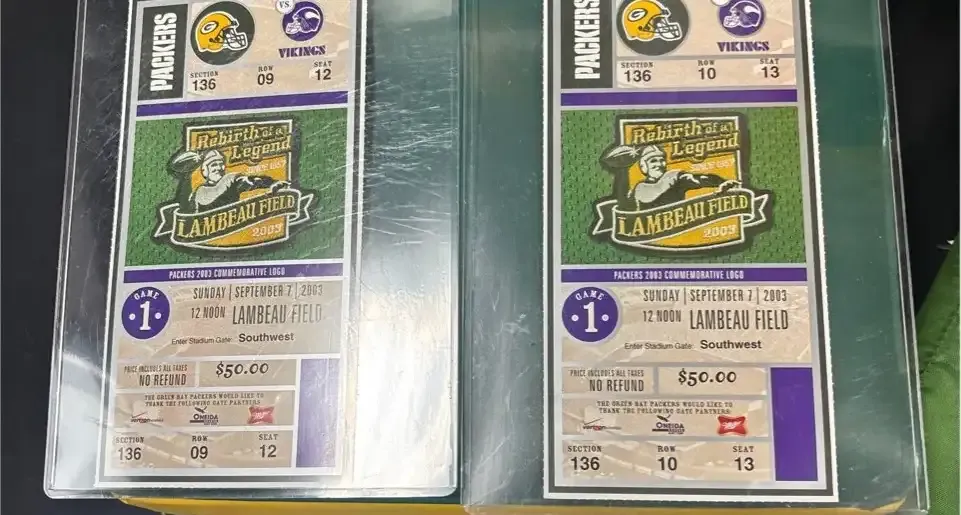 PACKERS
VS.
VIKINGS
SECTION ROW SEAT
136 09 12
Rebirth of a
Legend
SINCE 1957
LAMBEAU FIELD
2003
PACKERS 2003 COMMEMORATIVE LOGO
GAME
1
SUNDAY | SEPTEMBER 7 | 2003
12 NOON LAMBEAU FIELD
Enter Stadium Gate: Southwest
PRICE INCLUDES ALL TAXES
NO REFUND
$50.00
THE GREEN BAY PACKERS WOULD LIKE TO
THANK THE FOLLOWING GATE PARTNERS:
verizon
ONEIDA
SECTION ROW SEAT
136 09 12
PACKERS
VS.
VIKINGS
SECTION ROW SEAT
136 10 13
Rebirth of a
Legend
SINCE 1957
LAMBEAU FIELD
2003
PACKERS 2003 COMMEMORATIVE LOGO
GAME
1
SUNDAY | SEPTEMBER 7 | 2003
12 NOON LAMBEAU FIELD
Enter Stadium Gate: Southwest
PRICE INCLUDES ALL TAXES
NO REFUND
$50.00
THE GREEN BAY PACKERS WOULD LIKE TO
THANK THE FOLLOWING GATE PARTNERS:
verizon
ONEIDA
SECTION ROW SEAT
136 10 13